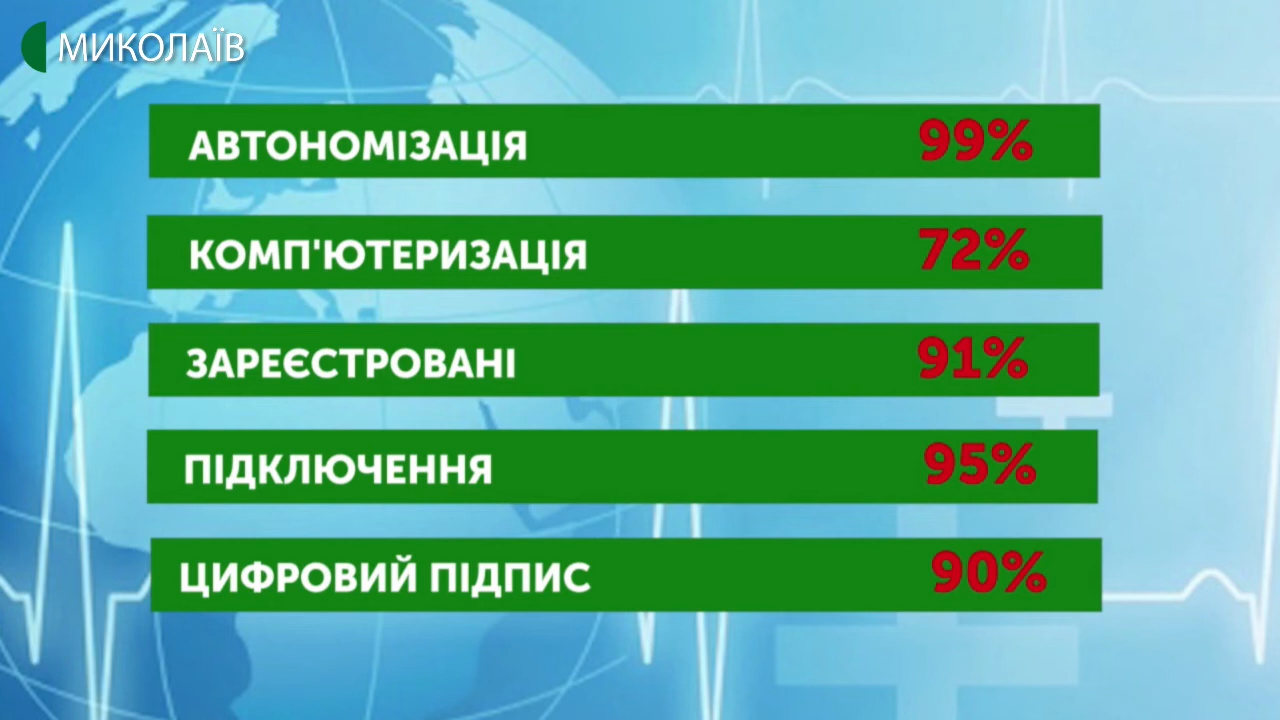 МИКОЛАЇВ
АВТОНОМІЗАЦІЯ 99%
КОМП'ЮТЕРИЗАЦІЯ 72%
ЗАРЕЄСТРОВАНІ 91%
ПІДКЛЮЧЕННЯ 95%
ЦИФРОВИЙ ПІДПИС 90%